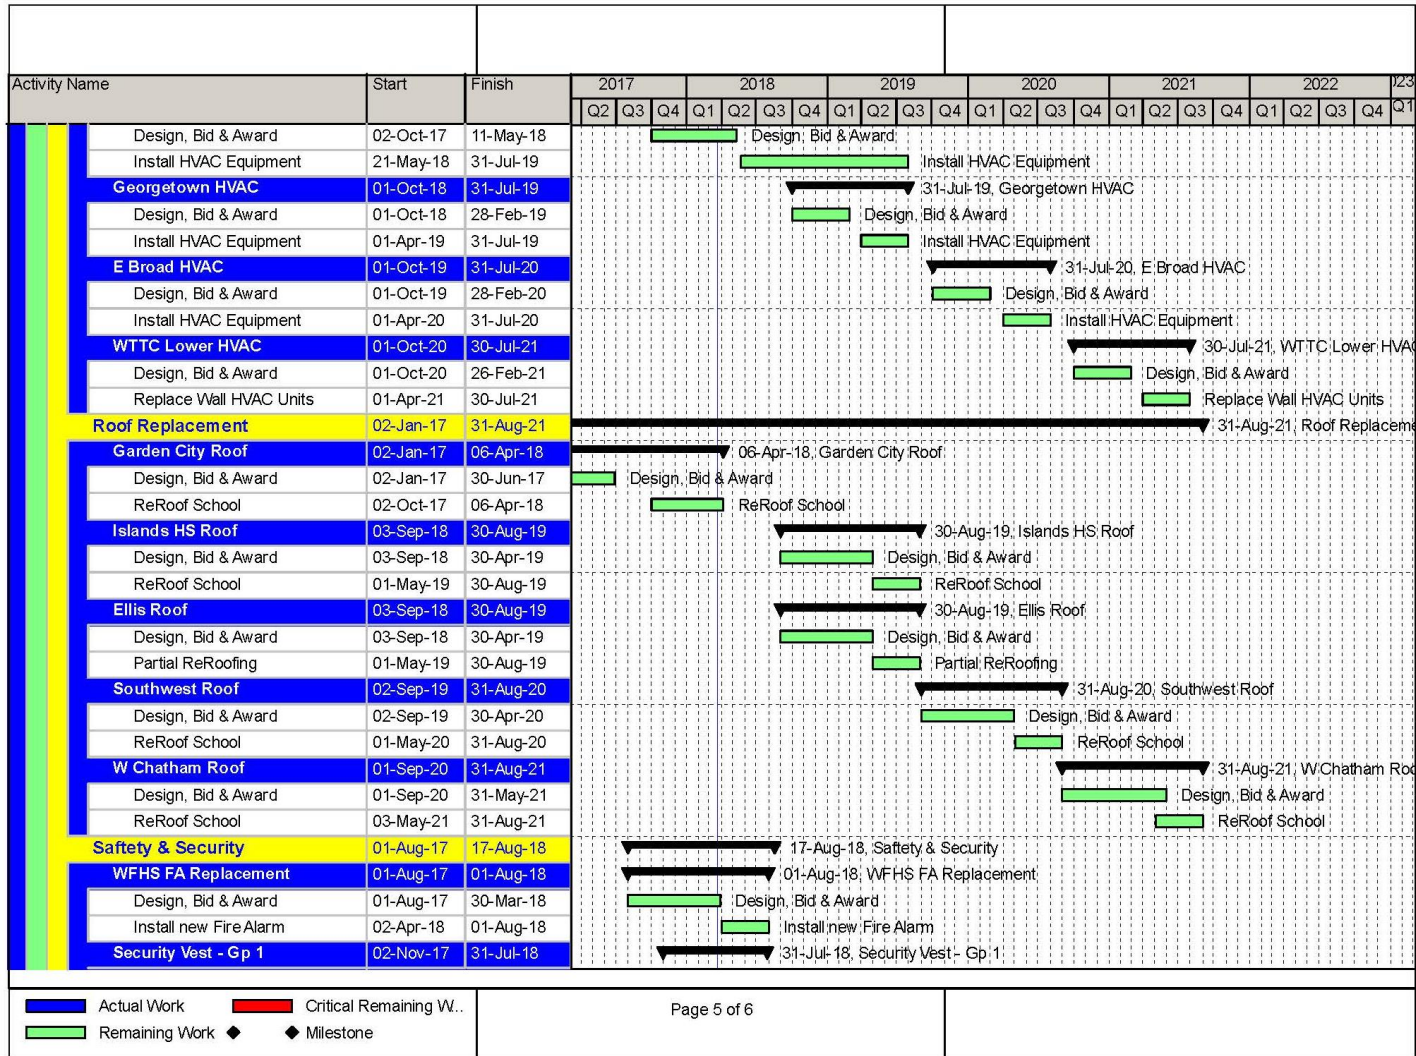 Activity Name Start Finish 2017 2018 2019 2020 2021 2022 )23
Q2 Q3 Q4 Q1 Q2 Q3 Q4 Q1 Q2 Q3 Q4 Q1 Q2 Q3 Q4 Q1 Q2 Q3 Q4 Q1 Q2 Q3 Q4 Q1
Design, Bid & Award 02-Oct-17 11-May-18 Design, Bid & Award
Install HVAC Equipment 21-May-18 31-Jul-19 Install HVAC Equipment
Georgetown HVAC 01-Oct-18 31-Jul-19 31-Jul-19, Georgetown HVAC
Design, Bid & Award 01-Oct-18 28-Feb-19 Design, Bid & Award
Install HVAC Equipment 01-Apr-19 31-Jul-19 Install HVAC Equipment
E Broad HVAC 01-Oct-19 31-Jul-20 31-Jul-20, E Broad HVAC
Design, Bid & Award 01-Oct-19 28-Feb-20 Design, Bid & Award
Install HVAC Equipment 01-Apr-20 31-Jul-20 Install HVAC Equipment
WTTC Lower HVAC 01-Oct-20 30-Jul-21 30-Jul-21, WTTC Lower HVAC
Design, Bid & Award 01-Oct-20 26-Feb-21 Design, Bid & Award
Replace Wall HVAC Units 01-Apr-21 30-Jul-21 Replace Wall HVAC Units
Roof Replacement 02-Jan-17 31-Aug-21 31-Aug-21, Roof Replaceme
Garden City Roof 02-Jan-17 06-Apr-18 06-Apr-18, Garden City Roof
Design, Bid & Award 02-Jan-17 30-Jun-17 Design, Bid & Award
ReRoof School 02-Oct-17 06-Apr-18 ReRoof School
Islands HS Roof 03-Sep-18 30-Aug-19 30-Aug-19, Islands HS Roof
Design, Bid & Award 03-Sep-18 30-Apr-19 Design, Bid & Award
ReRoof School 01-May-19 30-Aug-19 ReRoof School
Ellis Roof 03-Sep-18 30-Aug-19 30-Aug-19, Ellis Roof
Design, Bid & Award 03-Sep-18 30-Apr-19 Design, Bid & Award
Partial ReRoofing 01-May-19 30-Aug-19 Partial ReRoofing
Southwest Roof 02-Sep-19 31-Aug-20 31-Aug-20, Southwest Roof
Design, Bid & Award 02-Sep-19 30-Apr-20 Design, Bid & Award
ReRoof School 01-May-20 31-Aug-20 ReRoof School
W Chatham Roof 01-Sep-20 31-Aug-21 31-Aug-21, W Chatham Roo
Design, Bid & Award 01-Sep-20 31-May-21 Design, Bid & Award
ReRoof School 03-May-21 31-Aug-21 ReRoof School
Saftety & Security 01-Aug-17 17-Aug-18 17-Aug-18, Saftety & Security
WFHS FA Replacement 01-Aug-17 01-Aug-18 01-Aug-18, WFHS FA Replacement
Design, Bid & Award 01-Aug-17 30-Mar-18 Design, Bid & Award
Install new Fire Alarm 02-Apr-18 01-Aug-18 Install new Fire Alarm
Security Vest - Gp 1 02-Nov-17 31-Jul-18 31-Jul-18, Security Vest - Gp 1
Actual Work Critical Remaining W... Page 5 of 6
Remaining Work Milestone